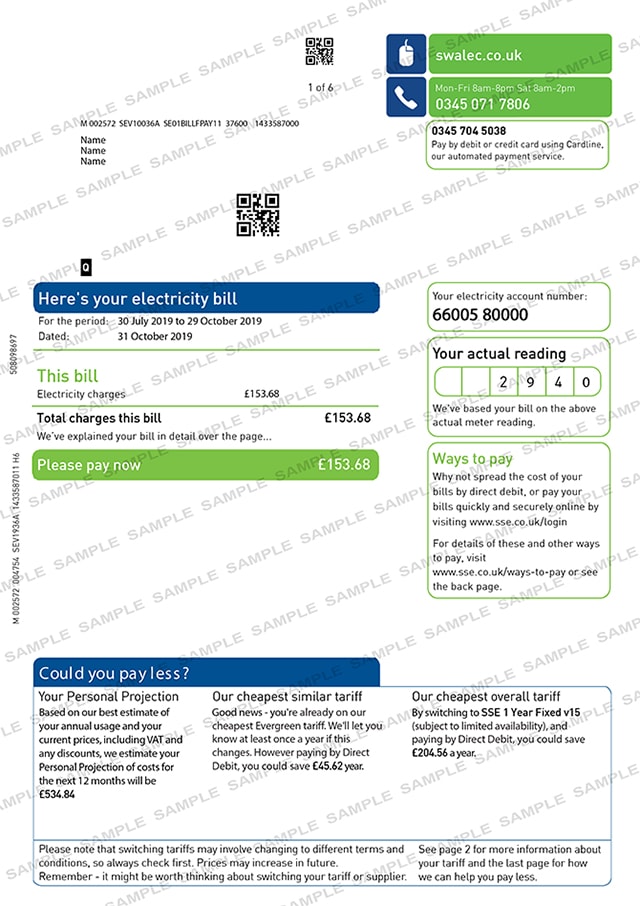 swalec.co.uk
1 of 6
Mon-Fri 8am-8pm Sat 8am-2pm
0345 071 7806
M 002572 SEV10036A SE01BILLFPAY11 37600 1433587000
Name
Name
Name
0345 704 5038
Pay by debit or credit card using Cardline,
our automated payment service.
Q
Here's your electricity bill
For the period: 30 July 2019 to 29 October 2019
Dated: 31 October 2019
This bill
Electricity charges £153.68
Total charges this bill £153.68
We've explained your bill in detail over the page...
Please pay now £153.68
Your electricity account number:
66005 80000
Your actual reading
2 9 4 0
We've based your bill on the above
actual meter reading.
Ways to pay
Why not spread the cost of your
bills by direct debit, or pay your
bills quickly and securely online by
visiting www.sse.co.uk/login
For details of these and other ways
to pay, visit
www.sse.co.uk/ways-to-pay or see
the back page.
508098697
M 002572 004754 SEV1936A 1433587011 H6
Could you pay less?
Your Personal Projection
Based on our best estimate of
your annual usage and your
current prices, including VAT and
any discounts, we estimate your
Personal Projection of costs for
the next 12 months will be
£534.84
Our cheapest similar tariff
Good news - you're already on our
cheapest Evergreen tariff. We'll let you
know at least once a year if this
changes. However paying by Direct
Debit, you could save £45.62 year.
Our cheapest overall tariff
By switching to SSE 1 Year Fixed v15
(subject to limited availability), and
paying by Direct Debit, you could save
£204.56 a year.
Please note that switching tariffs may involve changing to different terms and
conditions, so always check first. Prices may increase in future.
Remember - it might be worth thinking about switching your tariff or supplier.
See page 2 for more information about
your tariff and the last page for how
we can help you pay less.
SAMPLE SAMPLE SAMPLE SAMPLE SAMPLE SAMPLE